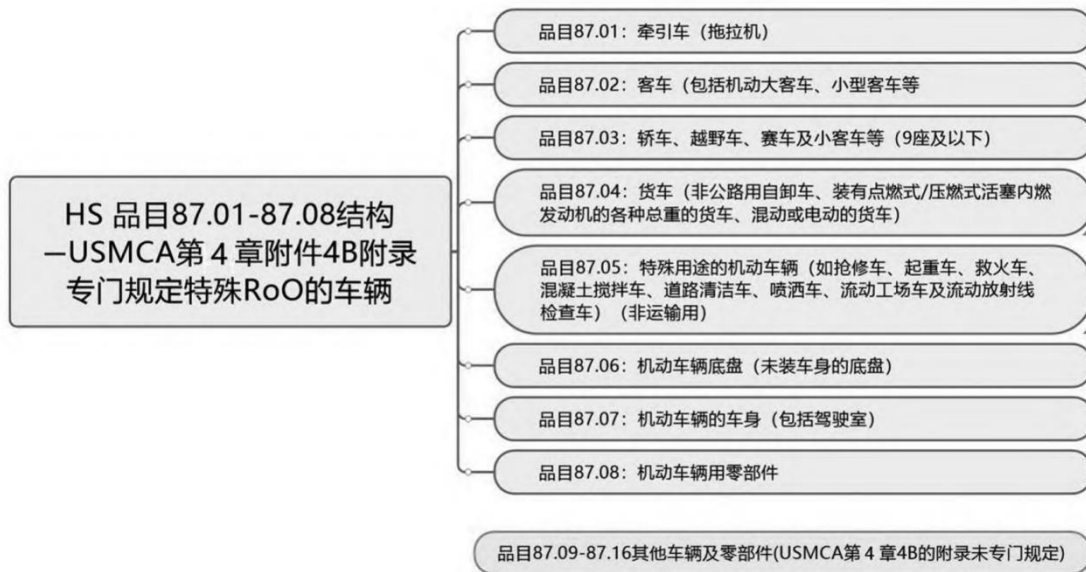 HS 品目87.01-87.08结构
—USMCA第 4 章附件4B附录
专门规定特殊RoO的车辆
品目87.01：牵引车（拖拉机）
品目87.02：客车（包括机动大客车、小型客车等
品目87.03：轿车、越野车、赛车及小客车等（9座及以下）
品目87.04：货车（非公路用自卸车、装有点燃式/压燃式活塞内燃
发动机的各种总重的货车、混动或电动的货车）
品目87.05：特殊用途的机动车辆（如抢修车、起重车、救火车、
混凝土搅拌车、道路清洁车、喷洒车、流动工场车及流动放射线
检查车）（非运输用）
品目87.06：机动车辆底盘（未装车身的底盘）
品目87.07：机动车辆的车身（包括驾驶室）
品目87.08：机动车辆用零部件
品目87.09-87.16其他车辆及零部件(USMCA第 4 章4B的附录未专门规定)